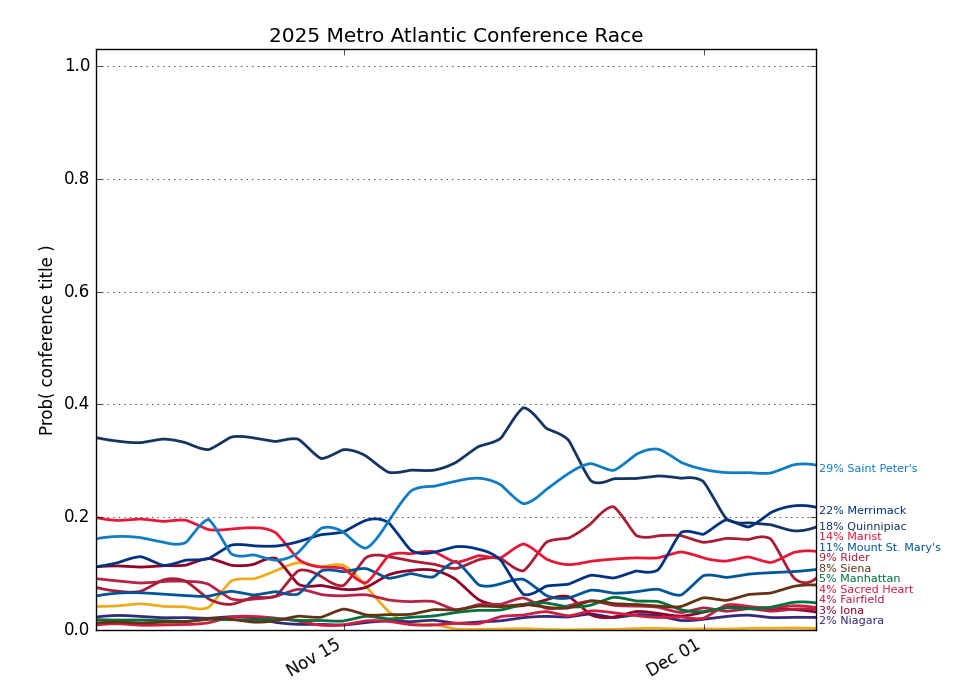 2025 Metro Atlantic Conference Race
Prob( conference title )
1.0
0.8
0.6
0.4
0.2
0.0
Nov 15
Dec 01
29% Saint Peter's
22% Merrimack
18% Quinnipiac
14% Marist
11% Mount St. Mary's
9% Rider
8% Siena
5% Manhattan
4% Sacred Heart
4% Fairfield
3% Iona
2% Niagara